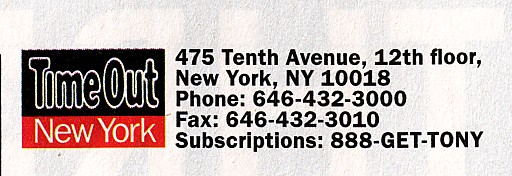 Time Out
New York
475 Tenth Avenue, 12th floor,
New York, NY 10018
Phone: 646-432-3000
Fax: 646-432-3010
Subscriptions: 888-GET-TONY